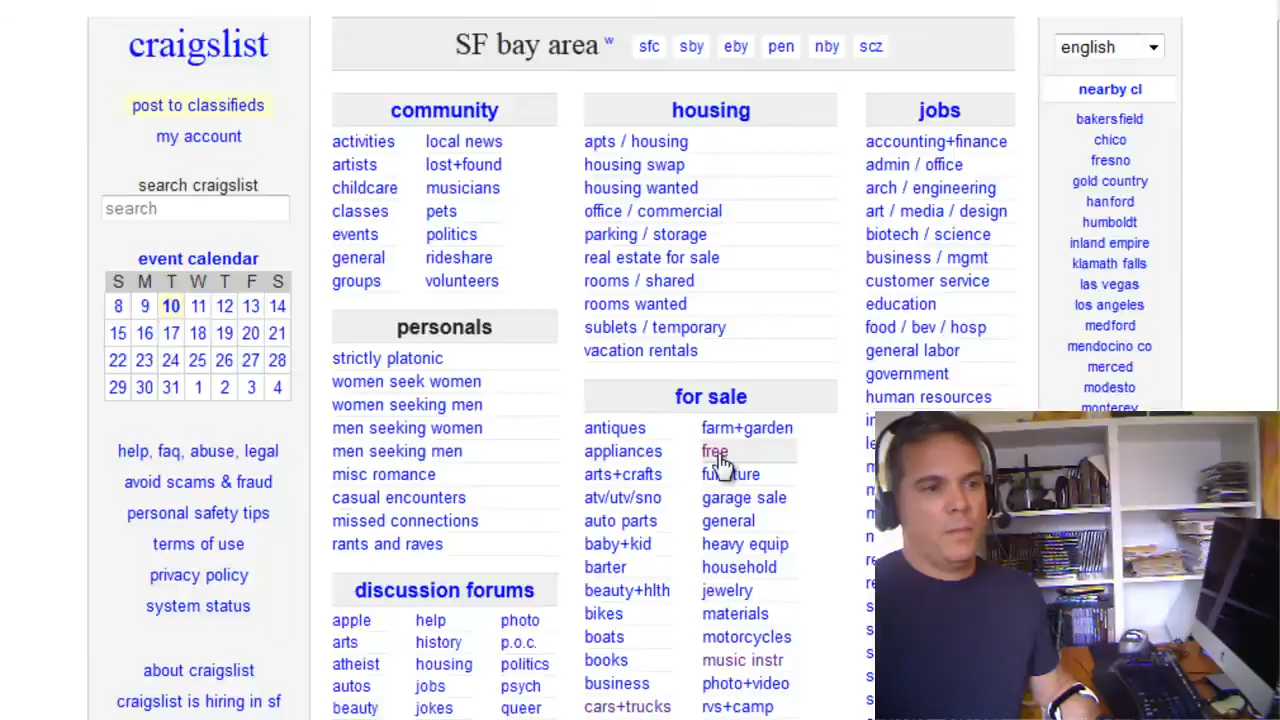 craigslist
post to classifieds
my account
search craigslist
search
event calendar
S M T W T F S
8 9 10 11 12 13 14
15 16 17 18 19 20 21
22 23 24 25 26 27 28
29 30 31 1 2 3 4
help, faq, abuse, legal
avoid scams & fraud
personal safety tips
terms of use
privacy policy
system status
about craigslist
craigslist is hiring in sf
SF bay area w sfc sby eby pen nby scz
community
activities local news
artists lost+found
childcare musicians
classes pets
events politics
general rideshare
groups volunteers
personals
strictly platonic
women seek women
women seeking men
men seeking women
men seeking men
misc romance
casual encounters
missed connections
rants and raves
discussion forums
apple help photo
arts history p.o.c.
atheist housing politics
autos jobs psych
beauty jokes queer
housing
apts / housing
housing swap
housing wanted
office / commercial
parking / storage
real estate for sale
rooms / shared
rooms wanted
sublets / temporary
vacation rentals
for sale
antiques farm+garden
appliances free
arts+crafts furniture
atv/utv/sno garage sale
auto parts general
baby+kid heavy equip
barter household
beauty+hlth jewelry
bikes materials
boats motorcycles
books music instr
business photo+video
cars+trucks rvs+camp
jobs
accounting+finance
admin / office
arch / engineering
art / media / design
biotech / science
business / mgmt
customer service
education
food / bev / hosp
general labor
government
human resources
english
nearby cl
bakersfield
chico
fresno
gold country
hanford
humboldt
inland empire
klamath falls
las vegas
los angeles
medford
mendocino co
merced
modesto
monterey